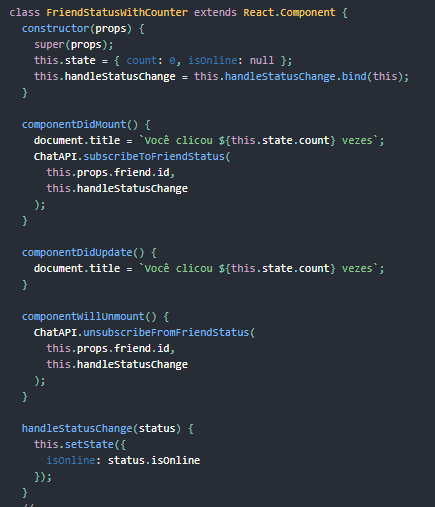 class FriendStatusWithCounter extends React.Component {
constructor(props) {
super(props);
this.state = { count: 0, isOnline: null };
this.handleStatusChange = this.handleStatusChange.bind(this);
}
componentDidMount() {
document.title = `Você clicou ${this.state.count} vezes`;
ChatAPI.subscribeToFriendStatus(
this.props.friend.id,
this.handleStatusChange
);
}
componentDidUpdate() {
document.title = `Você clicou ${this.state.count} vezes`;
}
componentWillUnmount() {
ChatAPI.unsubscribeFromFriendStatus(
this.props.friend.id,
this.handleStatusChange
);
}
handleStatusChange(status) {
this.setState({
isOnline: status.isOnline
});
}